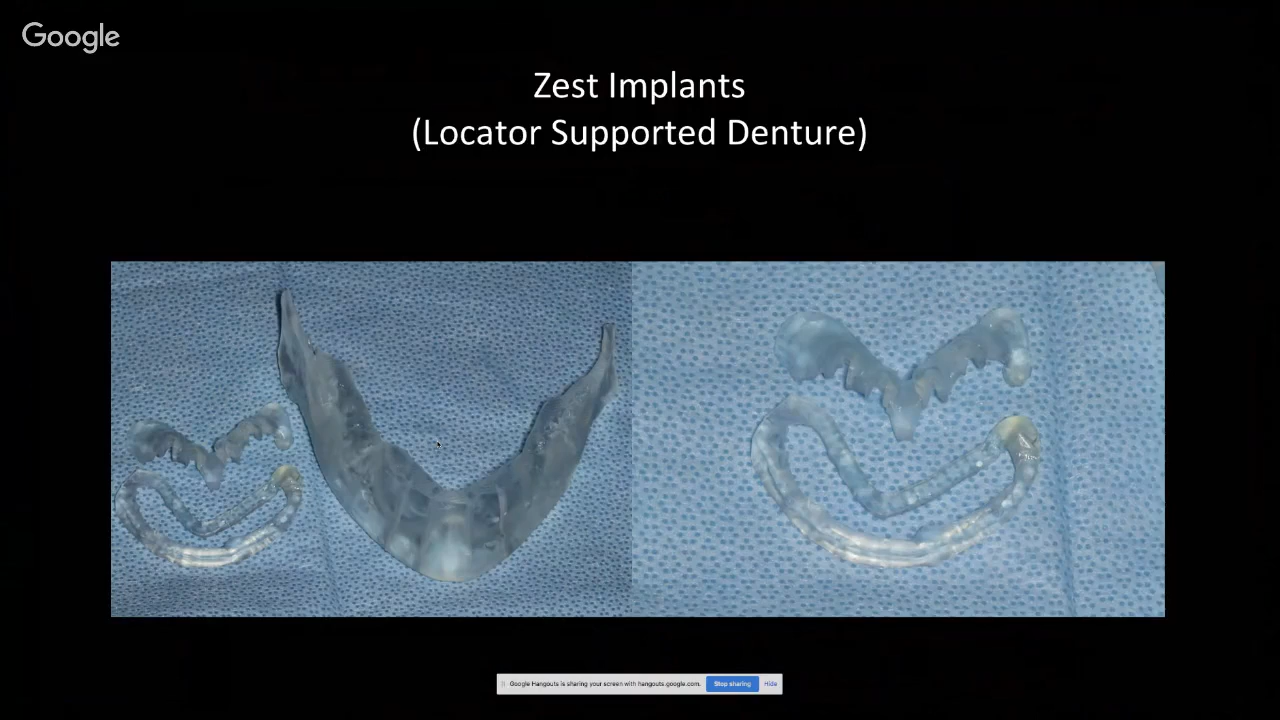 Google
Zest Implants
(Locator Supported Denture)
Google Hangouts is sharing your screen with hangouts.google.com.
Stop sharing
Hide